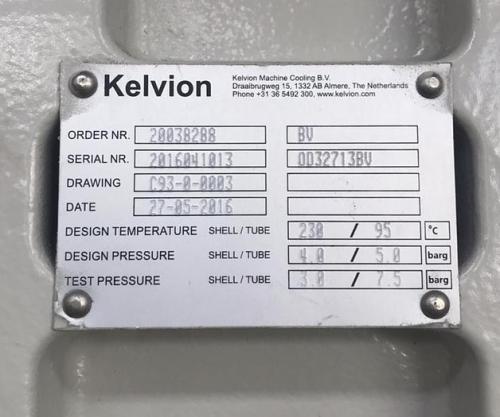 Kelvion
Kelvion Machine Cooling B.V.
Draaibrugweg 15, 1332 AB Almere, The Netherlands
Phone +31 36 5492 300, www.kelvion.com
ORDER NR. 20038288 BV
SERIAL NR. 2016041013 OD32713BV
DRAWING C93-0-0003
DATE 27-05-2016
DESIGN TEMPERATURE SHELL / TUBE 230 / 95 °C
DESIGN PRESSURE SHELL / TUBE 4.0 / 5.0 barg
TEST PRESSURE SHELL / TUBE 3.0 / 7.5 barg